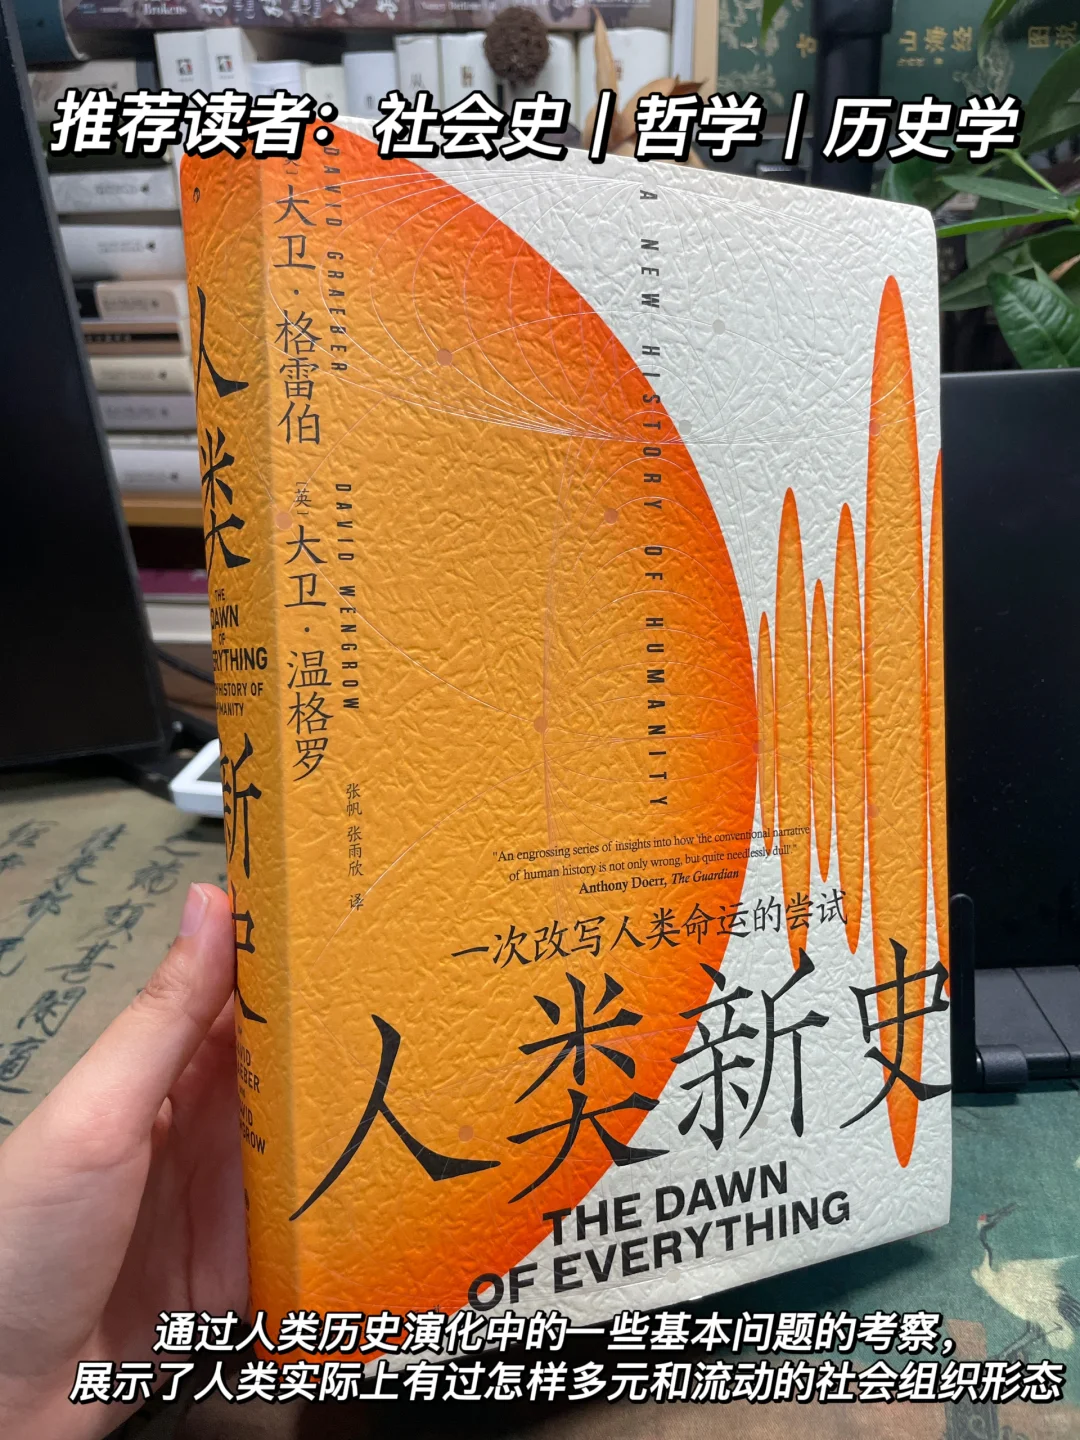 推荐读者：社会史｜哲学｜历史学
山海经
[英]大卫·格雷伯
DAVID GRAEBER
[英]大卫·温格罗
DAVID WENGROW
张帆 张雨欣 译
A NEW HISTORY OF HUMANITY
"An engrossing series of insights into how 'the conventional narrative
of human history is not only wrong, but quite needlessly dull'."
Anthony Doerr, The Guardian
一次改写人类命运的尝试
人类新史
THE DAWN
OF EVERYTHING
人类
THE
DAWN
OF
HISTORY OF
新史
通过人类历史演化中的一些基本问题的考察，
展示了人类实际上有过怎样多元和流动的社会组织形态